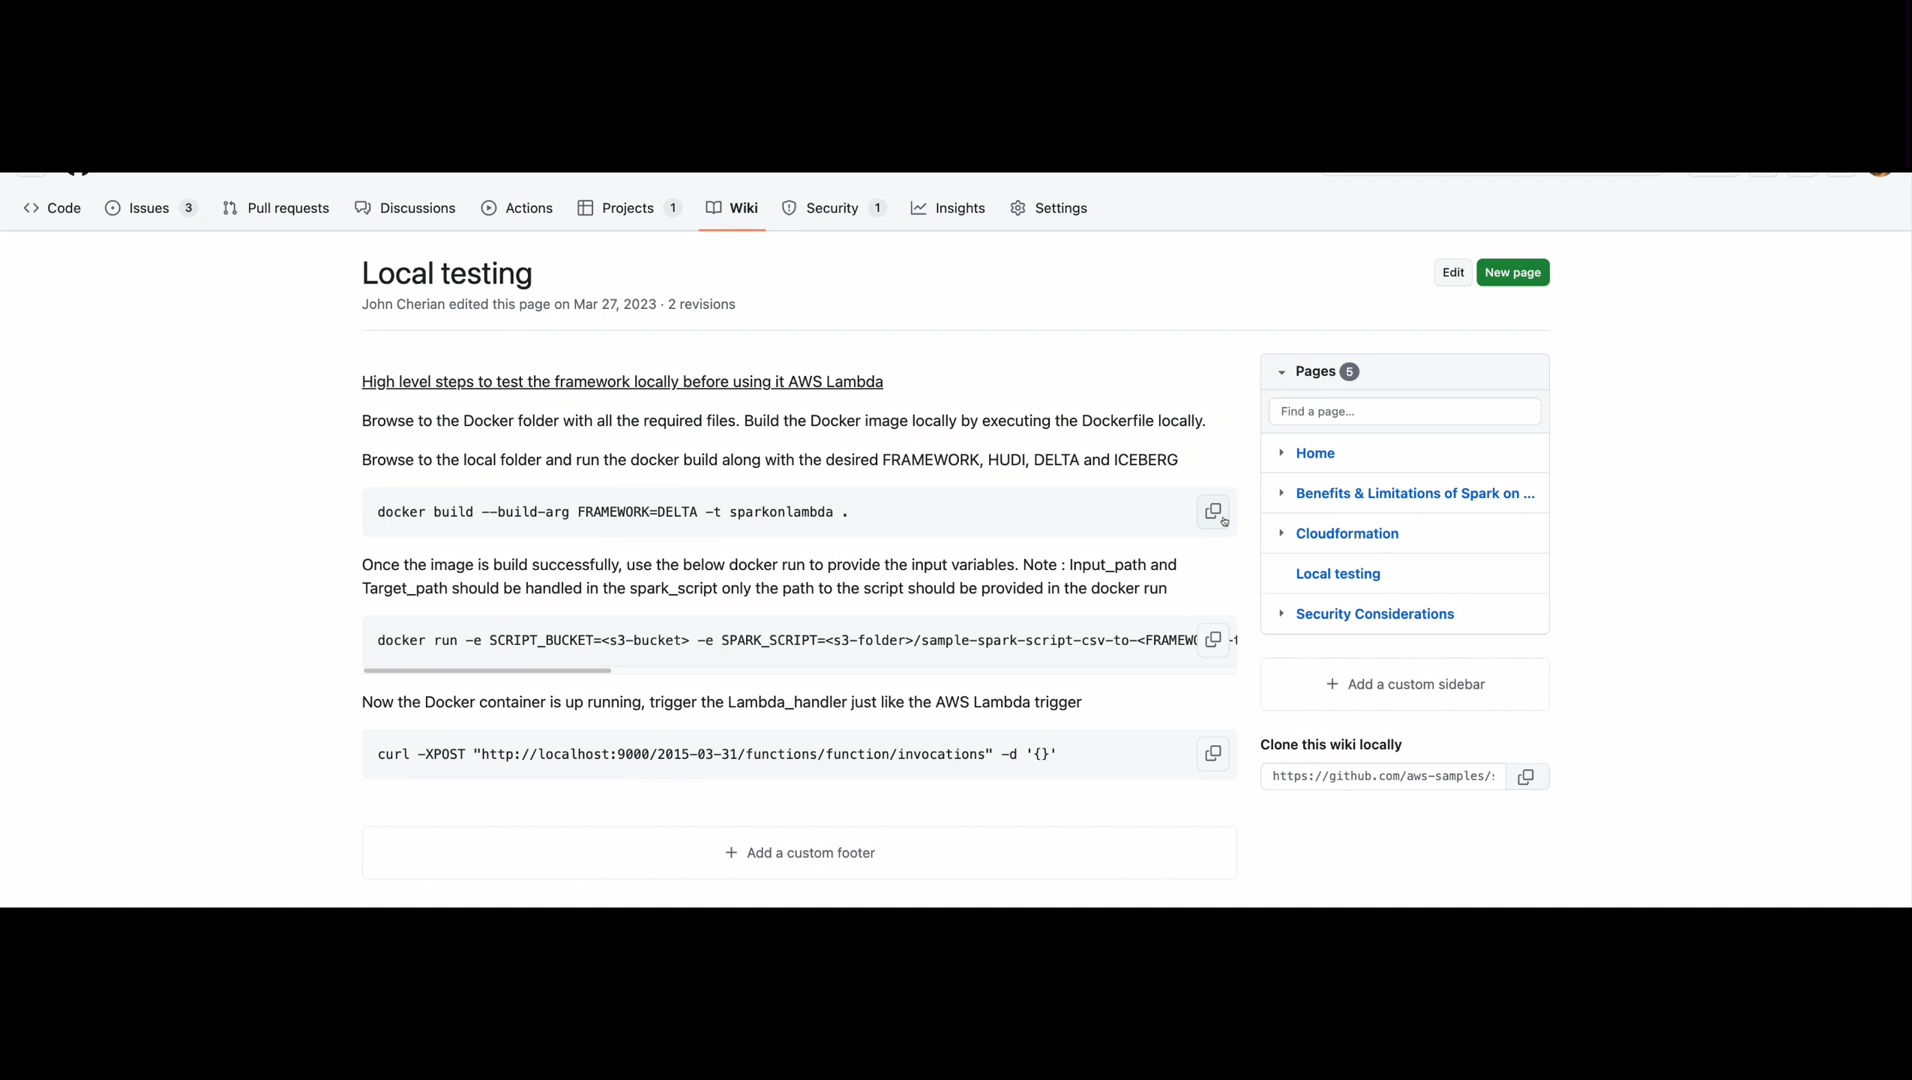 Code Issues 3 Pull requests Discussions Actions Projects 1 Wiki Security 1 Insights Settings
Local testing
Edit New page
John Cherian edited this page on Mar 27, 2023 · 2 revisions
High level steps to test the framework locally before using it AWS Lambda
Browse to the Docker folder with all the required files. Build the Docker image locally by executing the Dockerfile locally.
Browse to the local folder and run the docker build along with the desired FRAMEWORK, HUDI, DELTA and ICEBERG
docker build --build-arg FRAMEWORK=DELTA -t sparkonlambda .
Once the image is build successfully, use the below docker run to provide the input variables. Note : Input_path and
Target_path should be handled in the spark_script only the path to the script should be provided in the docker run
docker run -e SCRIPT_BUCKET=<s3-bucket> -e SPARK_SCRIPT=<s3-folder>/sample-spark-script-csv-to-<FRAMEWO
Now the Docker container is up running, trigger the Lambda_handler just like the AWS Lambda trigger
curl -XPOST "http://localhost:9000/2015-03-31/functions/function/invocations" -d '{}'
+ Add a custom footer
Pages 5
Find a page...
Home
Benefits & Limitations of Spark on ...
Cloudformation
Local testing
Security Considerations
+ Add a custom sidebar
Clone this wiki locally
https://github.com/aws-samples/